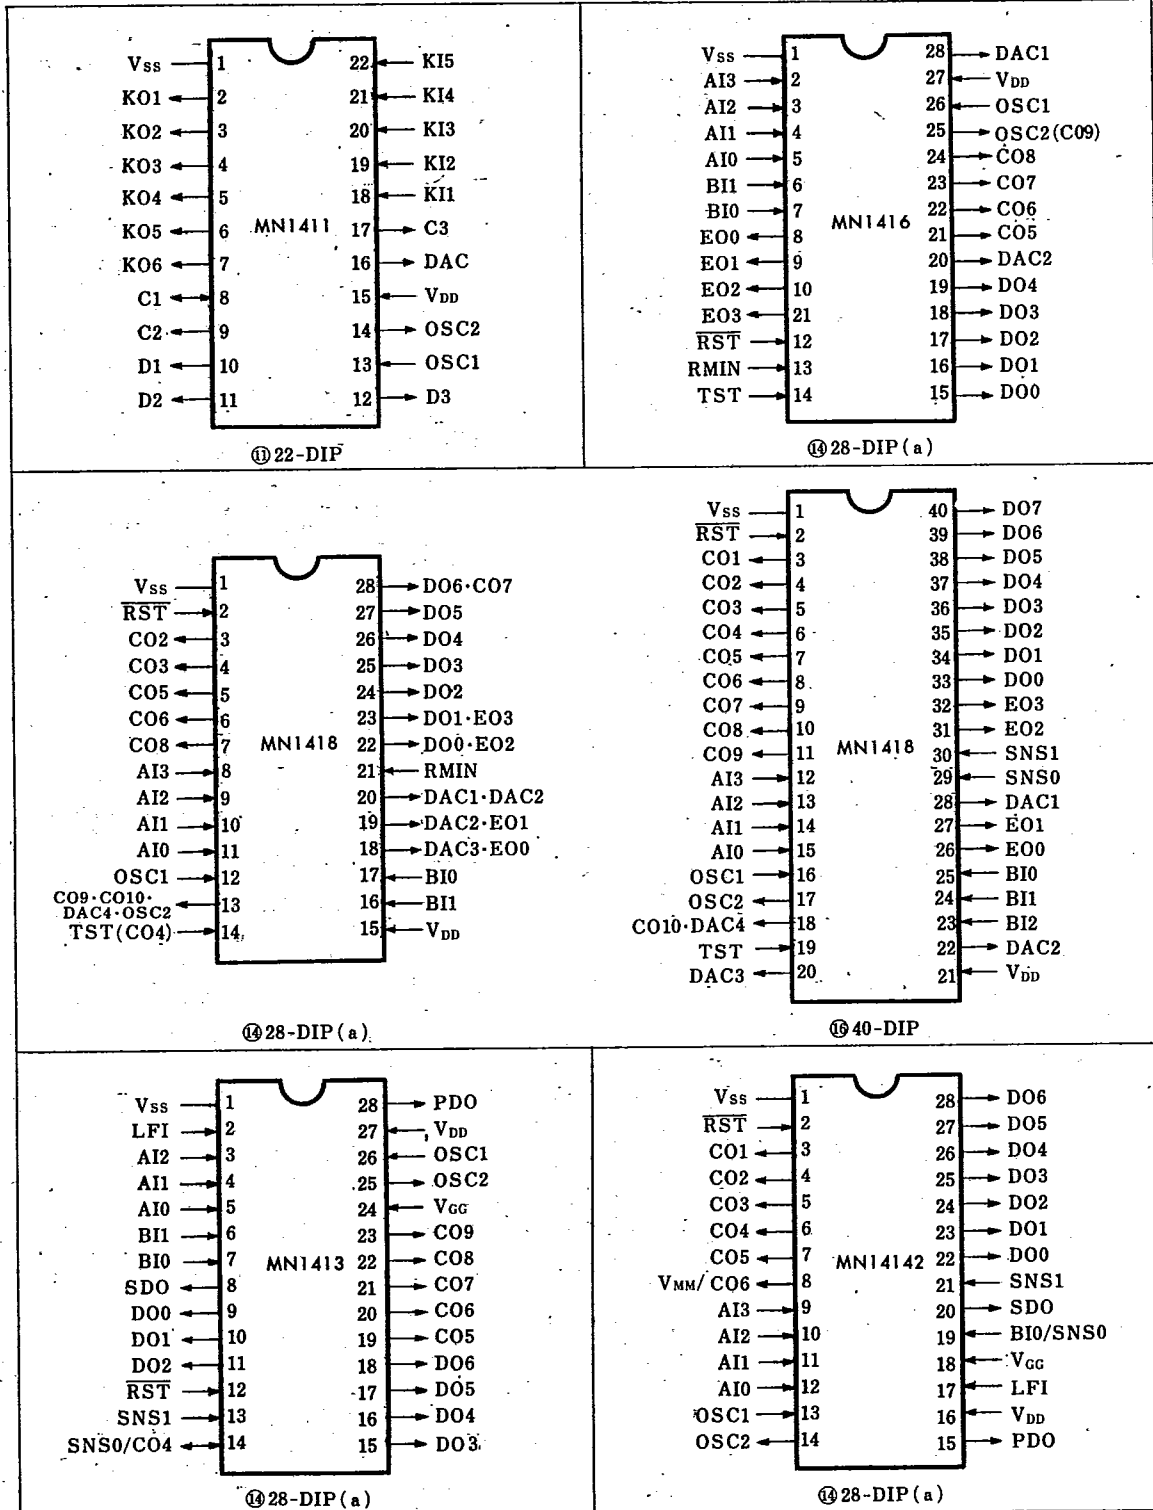 Vss 1 22 KI5
KO1 2 21 KI4
KO2 3 20 KI3
KO3 4 19 KI2
KO4 5 18 KI1
KO5 6 MN1411 17 C3
KO6 7 16 DAC
C1 8 15 VDD
C2 9 14 OSC2
D1 10 13 OSC1
D2 11 12 D3
⑪22-DIP
Vss 1 28 DAC1
AI3 2 27 VDD
AI2 3 26 OSC1
AI1 4 25 OSC2(C09)
AI0 5 24 CO8
BI1 6 23 CO7
BI0 7 MN1416 22 CO6
EO0 8 21 CO5
EO1 9 20 DAC2
EO2 10 19 DO4
EO3 21 18 DO3
RST 12 17 DO2
RMIN 13 16 DO1
TST 14 15 DO0
⑭28-DIP(a)
Vss 1 28 DO6·CO7
RST 2 27 DO5
CO2 3 26 DO4
CO3 4 25 DO3
CO5 5 24 DO2
CO6 6 23 DO1·EO3
CO8 7 MN1418 22 DO0·EO2
AI3 8 21 RMIN
AI2 9 20 DAC1·DAC2
AI1 10 19 DAC2·EO1
AI0 11 18 DAC3·EO0
OSC1 12 17 BI0
CO9·CO10·
DAC4·OSC2 13 16 BI1
TST(CO4) 14 15 VDD
⑭28-DIP(a)
Vss 1 40 DO7
RST 2 39 DO6
CO1 3 38 DO5
CO2 4 37 DO4
CO3 5 36 DO3
CO4 6 35 DO2
CO5 7 34 DO1
CO6 8 33 DO0
CO7 9 32 EO3
CO8 10 MN1418 31 EO2
CO9 11 30 SNS1
AI3 12 29 SNS0
AI2 13 28 DAC1
AI1 14 27 EO1
AI0 15 26 EO0
OSC1 16 25 BI0
OSC2 17 24 BI1
CO10·DAC4 18 23 BI2
TST 19 22 DAC2
DAC3 20 21 VDD
⑯40-DIP
Vss 1 28 PDO
LFI 2 27 VDD
AI2 3 26 OSC1
AI1 4 25 OSC2
AI0 5 24 VGG
BI1 6 23 CO9
BI0 7 MN1413 22 CO8
SDO 8 21 CO7
DO0 9 20 CO6
DO1 10 19 CO5
DO2 11 18 DO6
RST 12 17 DO5
SNS1 13 16 DO4
SNS0/CO4 14 15 DO3
⑭28-DIP(a)
Vss 1 28 DO6
RST 2 27 DO5
CO1 3 26 DO4
CO2 4 25 DO3
CO3 5 24 DO2
CO4 6 23 DO1
CO5 7 MN14142 22 DO0
VMM/CO6 8 21 SNS1
AI3 9 20 SDO
AI2 10 19 BI0/SNS0
AI1 11 18 VGG
AI0 12 17 LFI
OSC1 13 16 VDD
OSC2 14 15 PDO
⑭28-DIP(a)